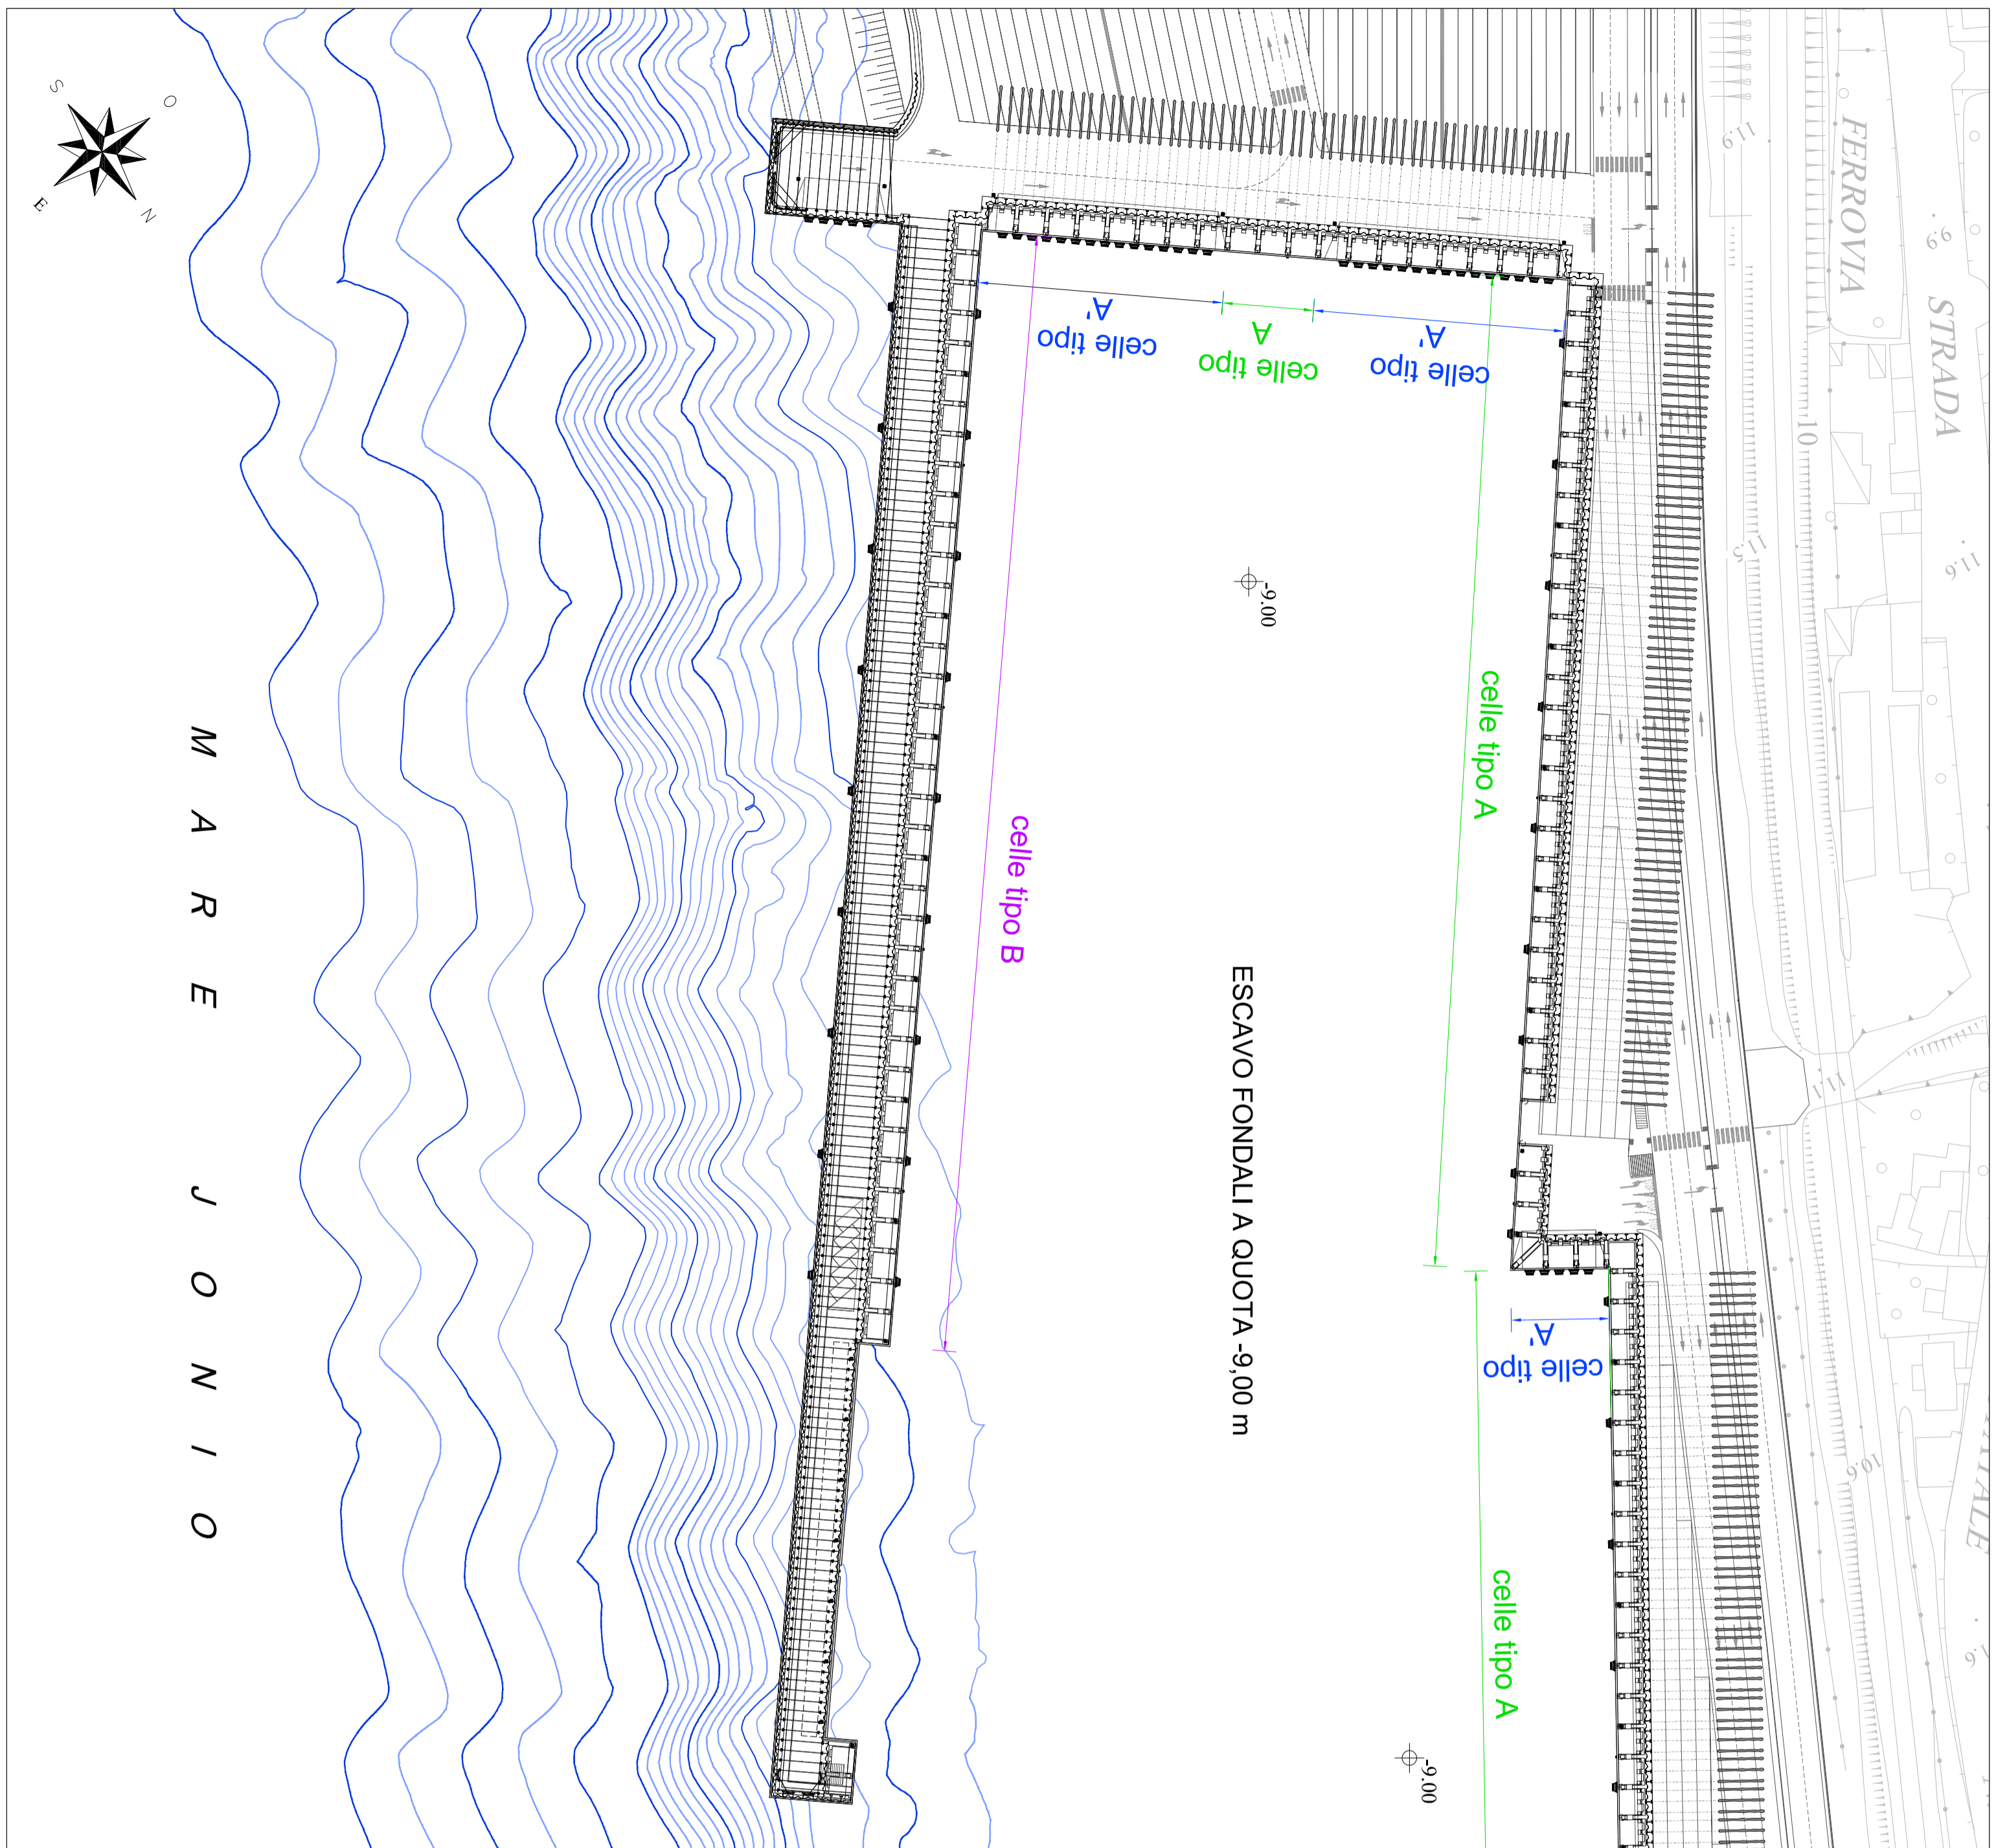 S
O
E
N
FERROVIA
STRADA
11.9
9.9
10
11.5
11.6
11.1
10.6
celle tipo
A'
celle tipo
A
celle tipo
A'
-9.00
celle tipo A
celle tipo B
ESCAVO FONDALI A QUOTA -9,00 m
MARE JONIO
celle tipo
A'
celle tipo A
-9.00